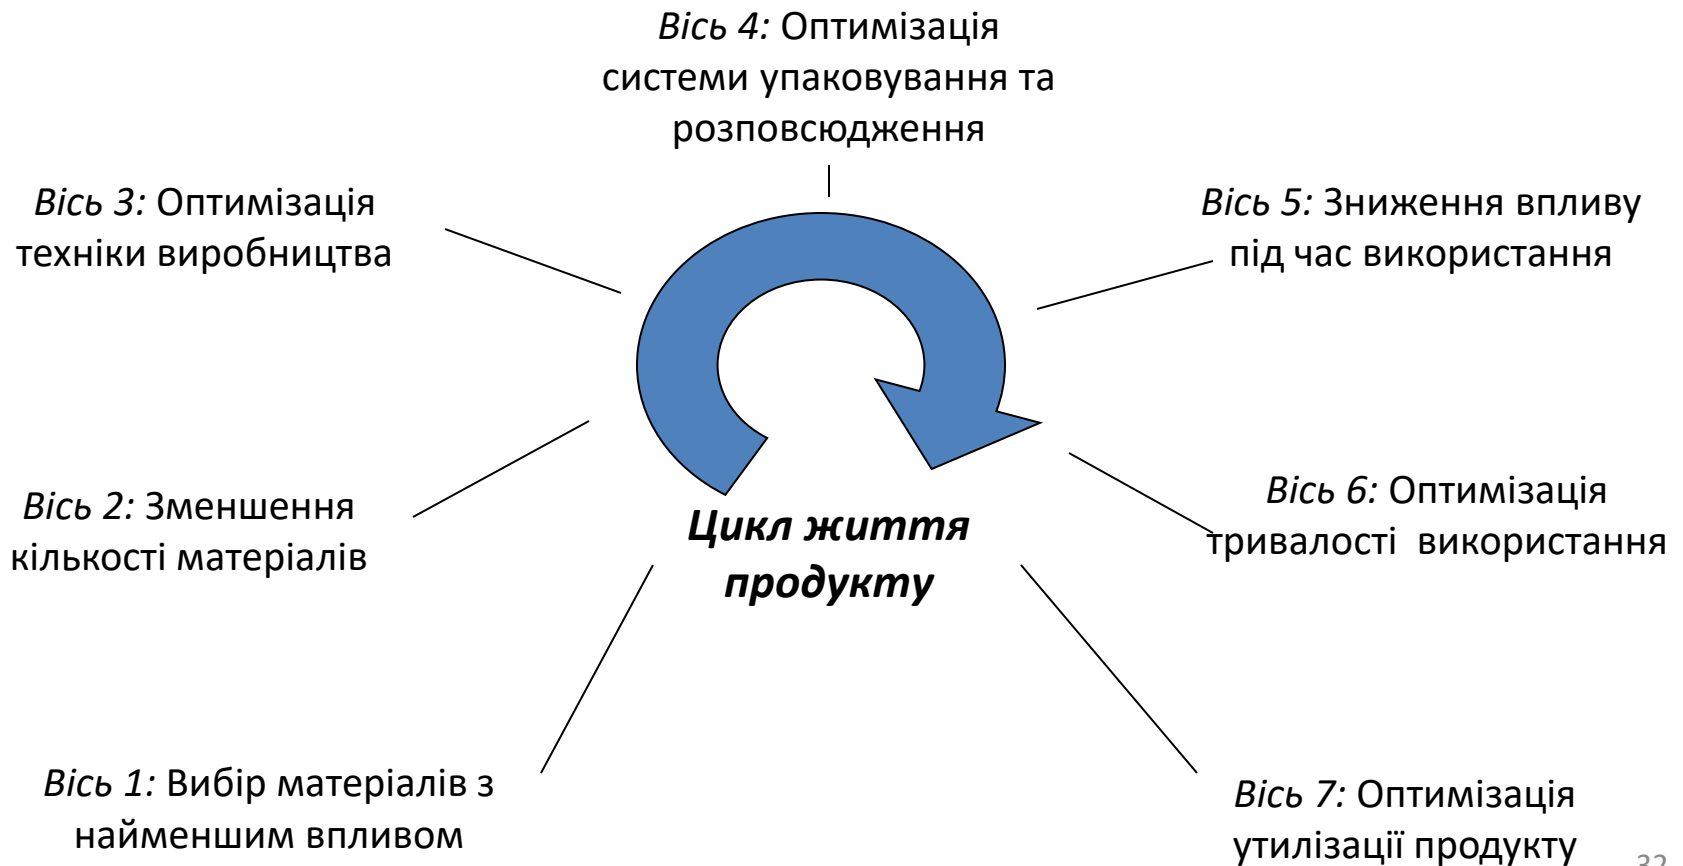 Вісь 4: Оптимізація
системи упаковування та
розповсюдження
Вісь 3: Оптимізація
техніки виробництва
Вісь 5: Зниження впливу
під час використання
Вісь 2: Зменшення
кількості матеріалів
Цикл життя
продукту
Вісь 6: Оптимізація
тривалості використання
Вісь 1: Вибір матеріалів з
найменшим впливом
Вісь 7: Оптимізація
утилізації продукту
32